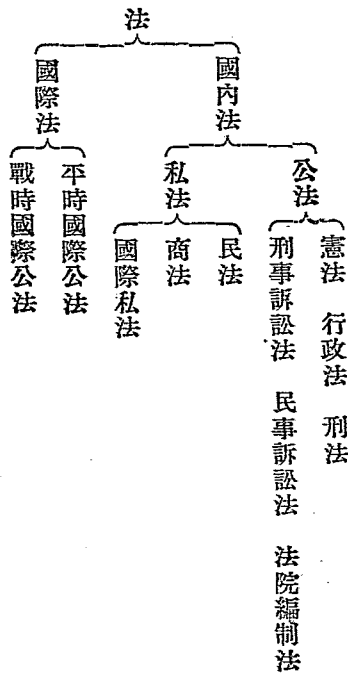 法
國內法
公法
憲法 行政法 刑法
刑事訴訟法 民事訴訟法 法院編制法
私法
民法
商法
國際私法
國際法
平時國際公法
戰時國際公法